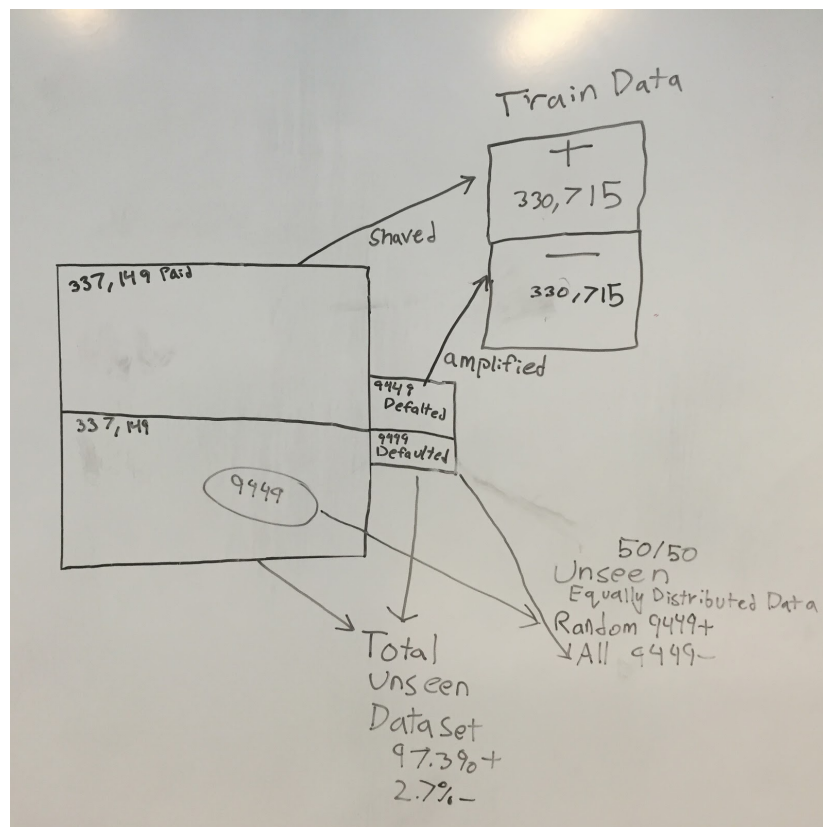 Train Data
+
330,715
Shaved
337,149 Paid
—
330,715
amplified
9449
Defalted
337,149
9449
Defaulted
9449
50/50
Unseen
Equally Distributed Data
Random 9449+
All 9449-
Total
Unseen
Dataset
97.3%+
2.7%-